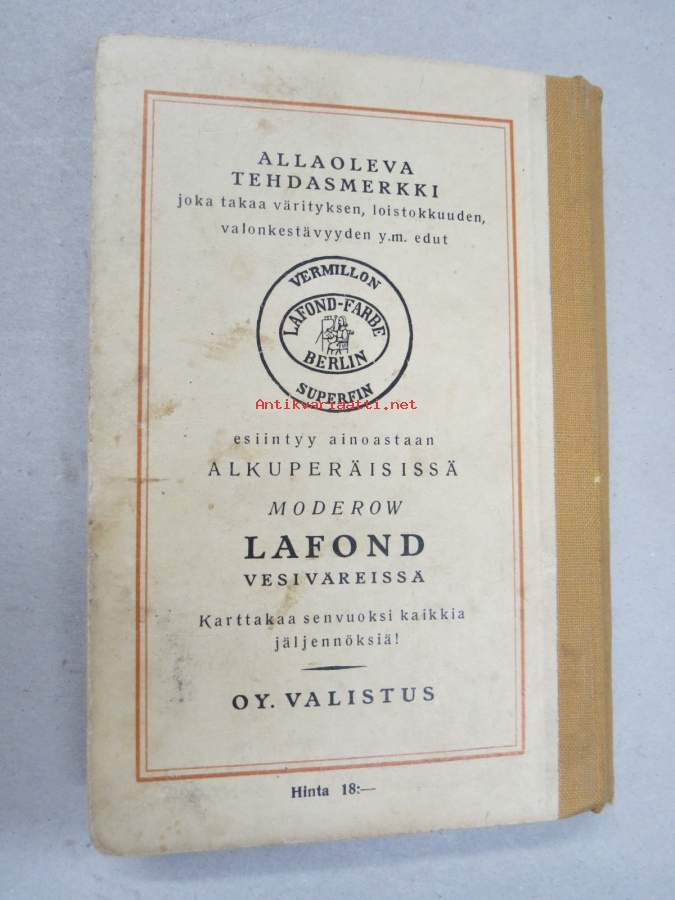 ALLAOLEVA
TEHDASMERKKI
joka takaa värityksen, loistokkuuden,
valonkestävyyden y.m. edut
VERMILLON
LAFOND-FARBE
BERLIN
SUPERFIN
Antikvariaatti.net
esiintyy ainoastaan
ALKUPERÄISISSÄ
MODEROW
LAFOND
VESIVÄREISSÄ
Karttakaa senvuoksi kaikkia
jäljennöksiä!
OY. VALISTUS
Hinta 18:—